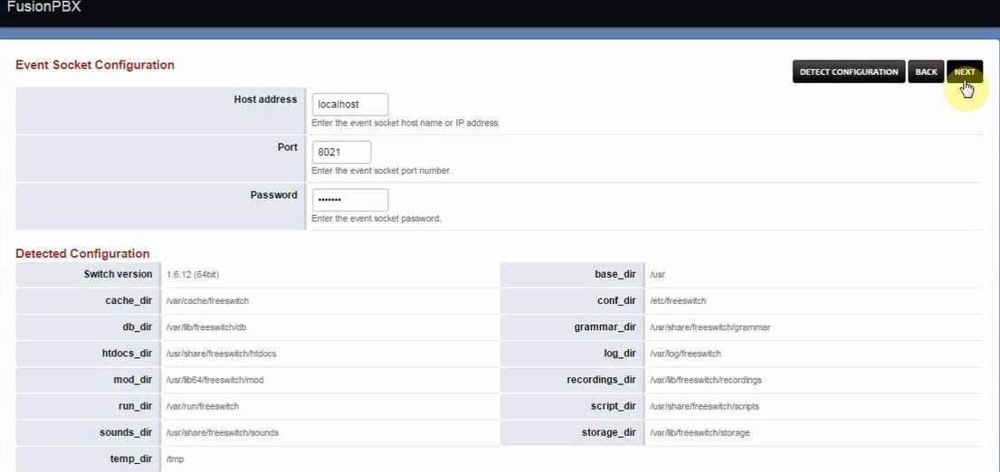 FusionPBX
Event Socket Configuration
DETECT CONFIGURATION BACK NEXT
Host address localhost
Enter the event socket host name or IP address.
Port 8021
Enter the event socket port number.
Password •••••••
Enter the event socket password.
Detected Configuration
Switch version 1.6.12 (64bit) base_dir /usr
cache_dir /var/cache/freeswitch conf_dir /etc/freeswitch
db_dir /var/lib/freeswitch/db grammar_dir /usr/share/freeswitch/grammar
htdocs_dir /usr/share/freeswitch/htdocs log_dir /var/log/freeswitch
mod_dir /usr/lib64/freeswitch/mod recordings_dir /var/lib/freeswitch/recordings
run_dir /var/run/freeswitch script_dir /usr/share/freeswitch/scripts
sounds_dir /usr/share/freeswitch/sounds storage_dir /var/lib/freeswitch/storage
temp_dir /tmp